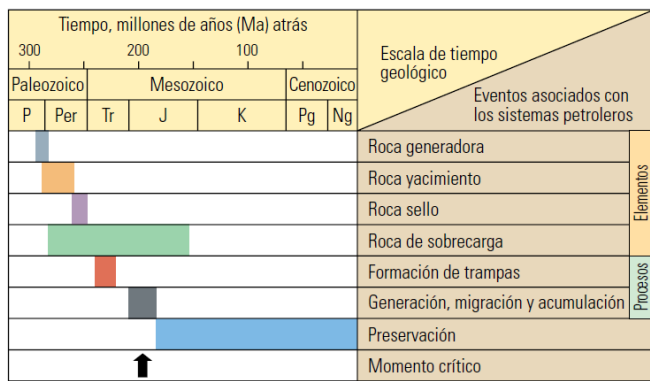 Tiempo, millones de años (Ma) atrás
300 200 100
Paleozoico Mesozoico Cenozoico
P Per Tr J K Pg Ng
Escala de tiempo
geológico
Eventos asociados con
los sistemas petroleros
Roca generadora
Roca yacimiento
Roca sello
Roca de sobrecarga
Elementos
Formación de trampas
Generación, migración y acumulación
Procesos
Preservación
Momento crítico